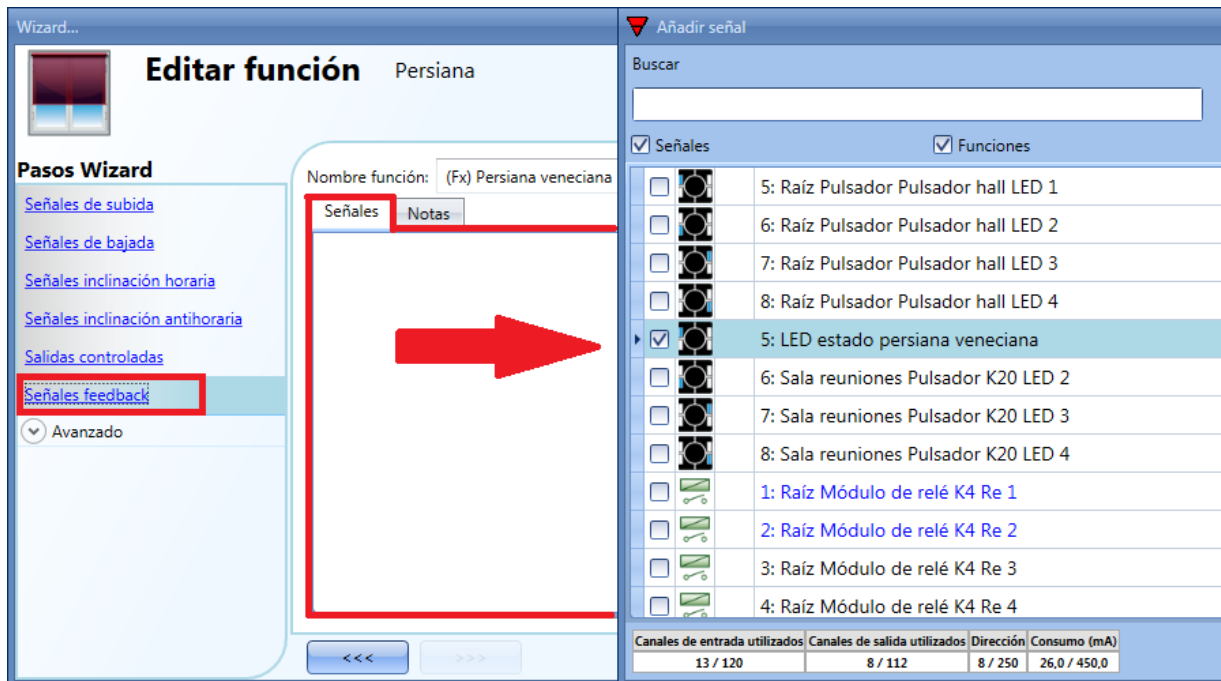 Wizard...
Editar función Persiana
Pasos Wizard
Señales de subida
Señales de bajada
Señales inclinación horaria
Señales inclinación antihoraria
Salidas controladas
Señales feedback
Avanzado
Nombre función: (Fx) Persiana veneciana
Señales Notas
<<< >>>
Añadir señal
Buscar
Señales Funciones
5: Raíz Pulsador Pulsador hall LED 1
6: Raíz Pulsador Pulsador hall LED 2
7: Raíz Pulsador Pulsador hall LED 3
8: Raíz Pulsador Pulsador hall LED 4
5: LED estado persiana veneciana
6: Sala reuniones Pulsador K20 LED 2
7: Sala reuniones Pulsador K20 LED 3
8: Sala reuniones Pulsador K20 LED 4
1: Raíz Módulo de relé K4 Re 1
2: Raíz Módulo de relé K4 Re 2
3: Raíz Módulo de relé K4 Re 3
4: Raíz Módulo de relé K4 Re 4
Canales de entrada utilizados Canales de salida utilizados Dirección Consumo (mA)
13 / 120 8 / 112 8 / 250 26,0 / 450,0